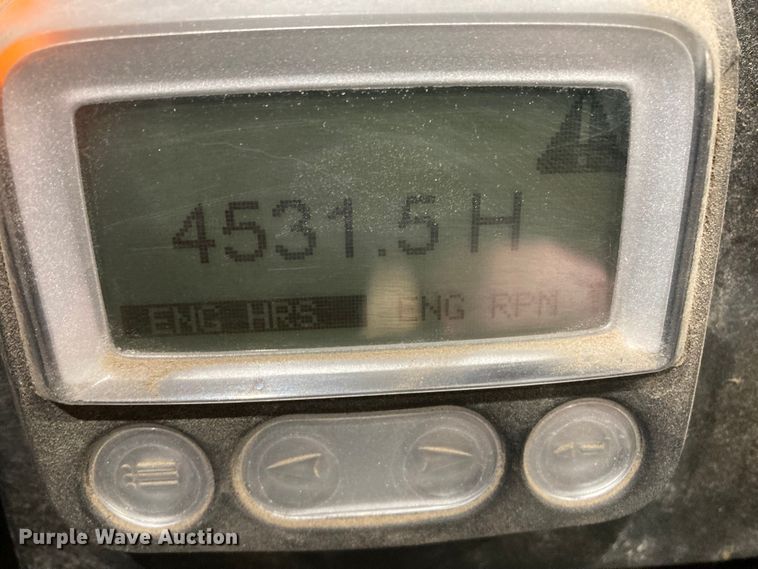 4531.5 H
ENG HRS ENG RPM
Purple Wave Auction